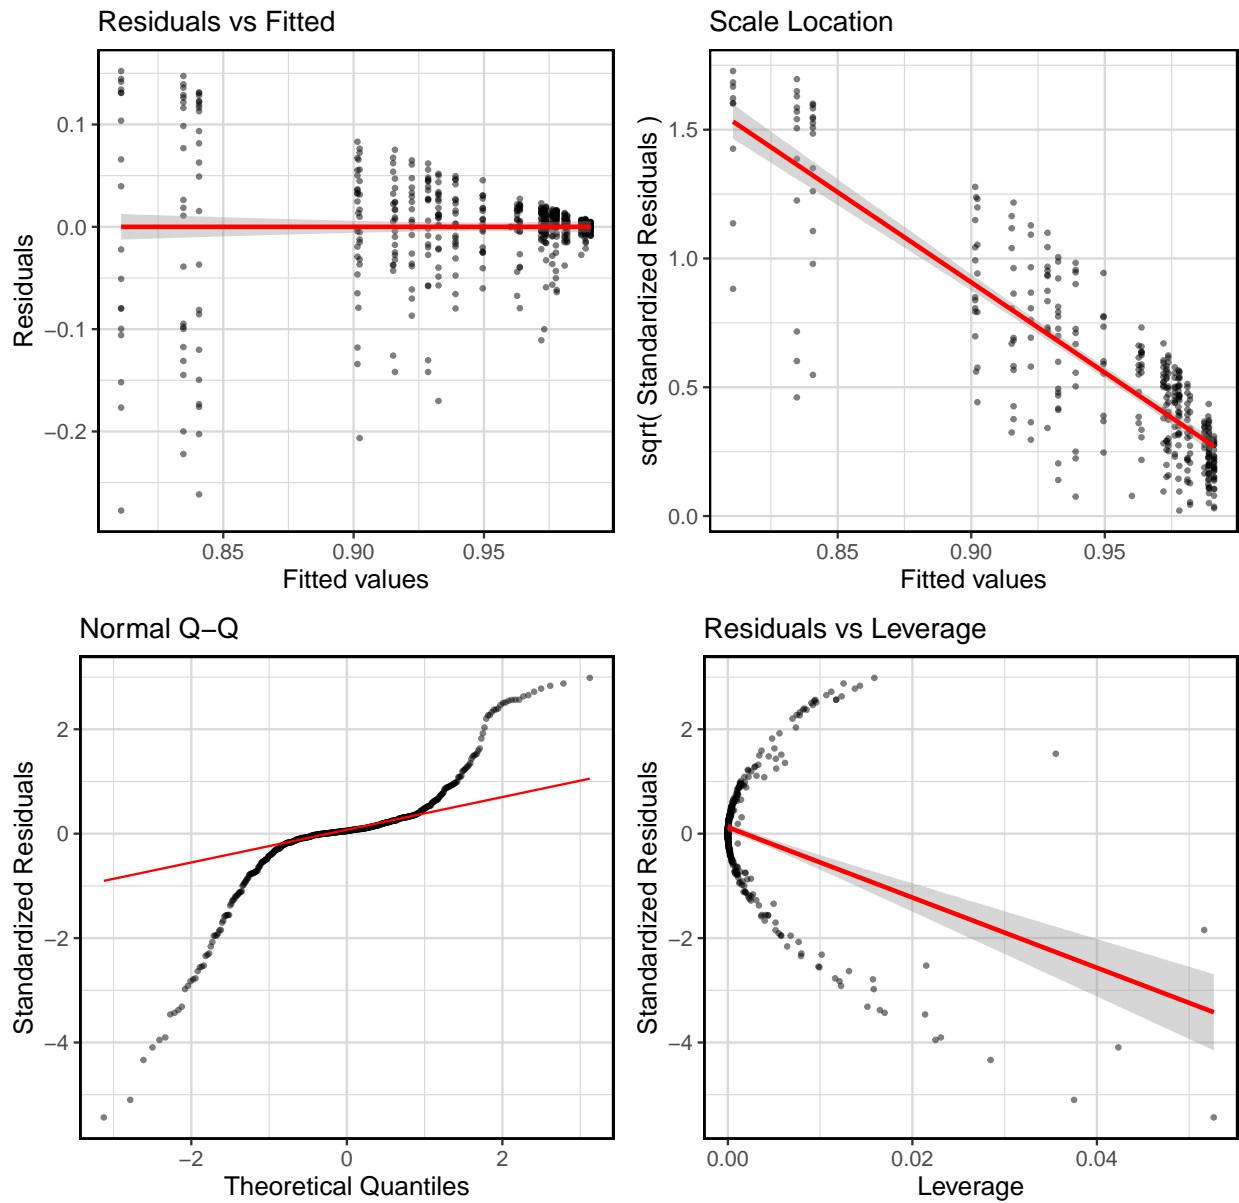 Residuals vs Fitted
Residuals
0.1
0.0
−0.1
−0.2
0.85 0.90 0.95
Fitted values
Scale Location
sqrt( Standardized Residuals )
1.5
1.0
0.5
0.0
0.85 0.90 0.95
Fitted values
Normal Q−Q
Standardized Residuals
2
0
−2
−4
−2 0 2
Theoretical Quantiles
Residuals vs Leverage
Standardized Residuals
2
0
−2
−4
0.00 0.02 0.04
Leverage